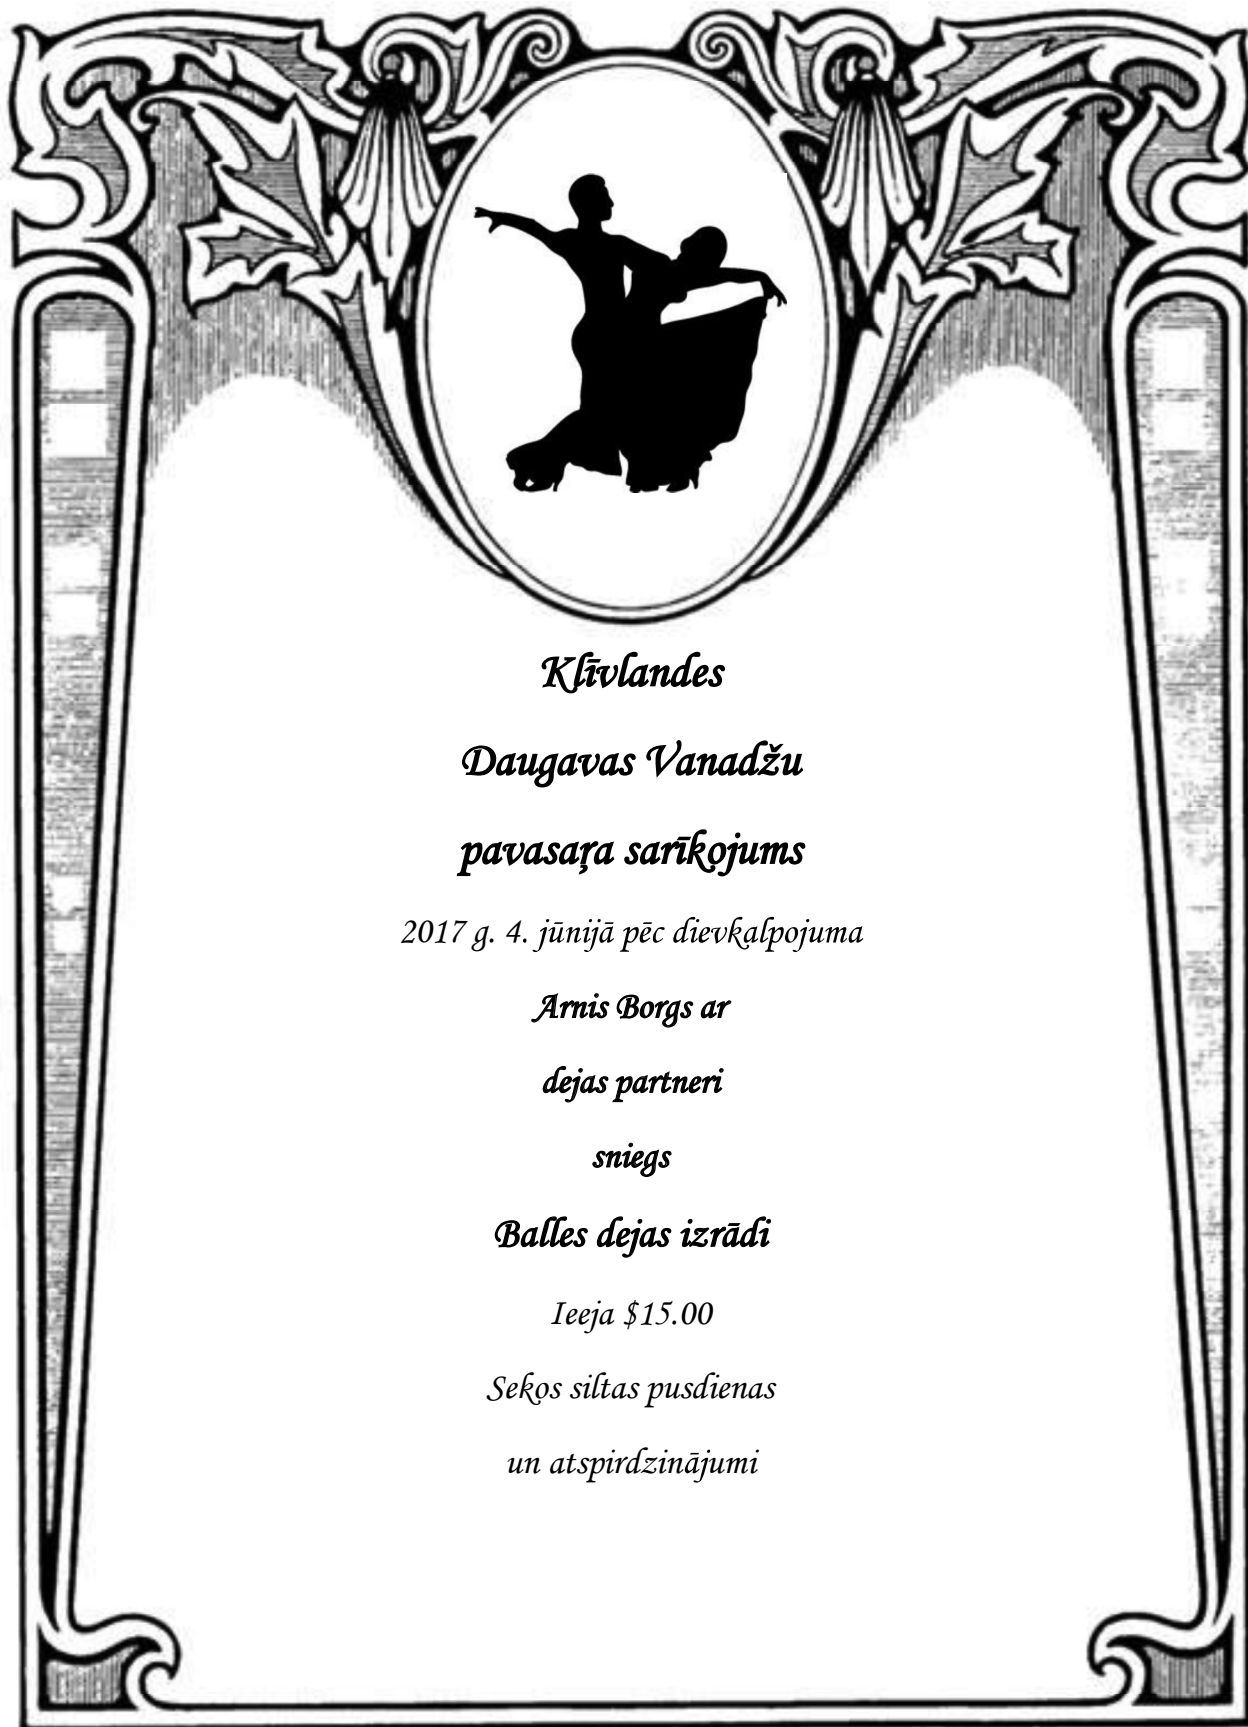 Klīvlandes
Daugavas Vanadžu
pavasaŗa sarīkojums
2017 g. 4. jūnijā pēc dievkalpojuma
Arnis Borgs ar
dejas partneri
sniegs
Balles dejas izrādi
Ieeja $15.00
Sekos siltas pusdienas
un atspirdzinājumi